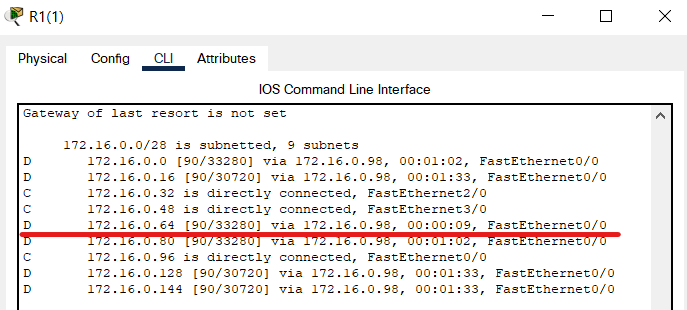 R1(1)
Physical Config CLI Attributes
IOS Command Line Interface
Gateway of last resort is not set
172.16.0.0/28 is subnetted, 9 subnets
D 172.16.0.0 [90/33280] via 172.16.0.98, 00:01:02, FastEthernet0/0
D 172.16.0.16 [90/30720] via 172.16.0.98, 00:01:33, FastEthernet0/0
C 172.16.0.32 is directly connected, FastEthernet2/0
C 172.16.0.48 is directly connected, FastEthernet3/0
D 172.16.0.64 [90/33280] via 172.16.0.98, 00:00:09, FastEthernet0/0
D 172.16.0.80 [90/33280] via 172.16.0.98, 00:01:02, FastEthernet0/0
C 172.16.0.96 is directly connected, FastEthernet0/0
D 172.16.0.128 [90/30720] via 172.16.0.98, 00:01:33, FastEthernet0/0
D 172.16.0.144 [90/30720] via 172.16.0.98, 00:01:33, FastEthernet0/0